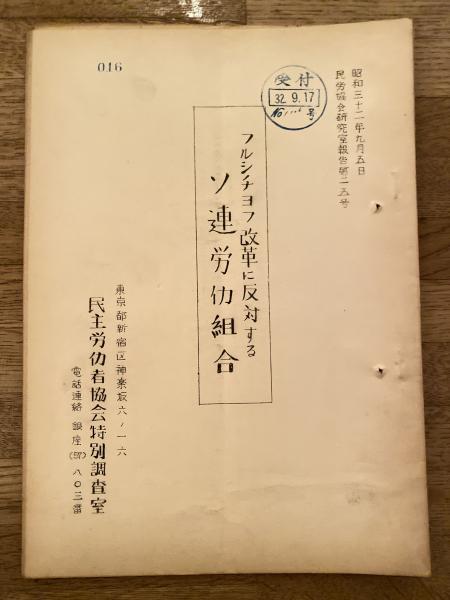 昭和三十二年九月五日
民労協会研究室報告第二五号
受付
32.9.17
No 号
フルシチヨフ改革に反対する
ソ連労仂組合
016
東京都新宿区神楽坂六ノ一六
民主労仂者協会特別調査室
電話連絡 銀座(57)八〇三番